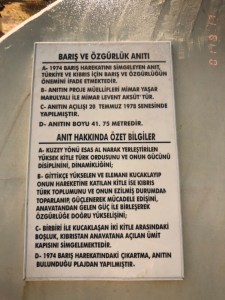 BARIŞ VE ÖZGÜRLÜK ANITI
A- 1974 BARIŞ HAREKATINI SİMGELEYEN ANIT,
TÜRKİYE VE KIBRIS İÇİN BARIŞ VE ÖZGÜRLÜĞÜN
ÖNEMİNİ İFADE ETMEKTEDİR.
B- ANITIN PROJE MÜELLİFLERİ MİMAR YAŞAR
MARULYALI İLE MİMAR LEVENT AKSÜT'TÜR.
C- ANITIN AÇILIŞI 20 TEMMUZ 1978 SENESİNDE
YAPILMIŞTIR.
D- ANITIN BOYU 41. 75 METREDİR.
ANIT HAKKINDA ÖZET BİLGİLER
A- KUZEY YÖNÜ ESAS ALNARAK YERLEŞTİRİLEN
YÜKSEK KİTLE TÜRK ORDUSUNU VE ONUN GÜCÜNÜ
DİSİPLİNİNİ, DİNAMİKLİĞİNİ;
B- GİTTİKÇE YÜKSELEN VE ELEMANI KUCAKLAYIP
ONUN HAREKETİNE KATILAN KİTLE İSE KIBRIS
TÜRK TOPLUMUNU VE ONUN EZİLMİŞ DURUMDAN
TOPARLANIP, GÜÇLENEREK MÜCADELE EDİŞİNİ,
ANAVATANDAN GELEN GÜÇ İLE BİRLEŞEREK
ÖZGÜRLÜĞE DOĞRU YÜKSELİŞİNİ;
C- BİRBİRİ İLE KUCAKLAŞAN İKİ KİTLE ARASINDAKİ
BOŞLUK, KIBRISTAN ANAVATANA AÇILAN ÜMİT
KAPISINI SİMGELEMEKTEDİR.
D- 1974 BARIŞ HAREKATINDAKİ ÇIKARTMA, ANITIN
BULUNDUĞU PLAJDAN YAPILMIŞTIR.